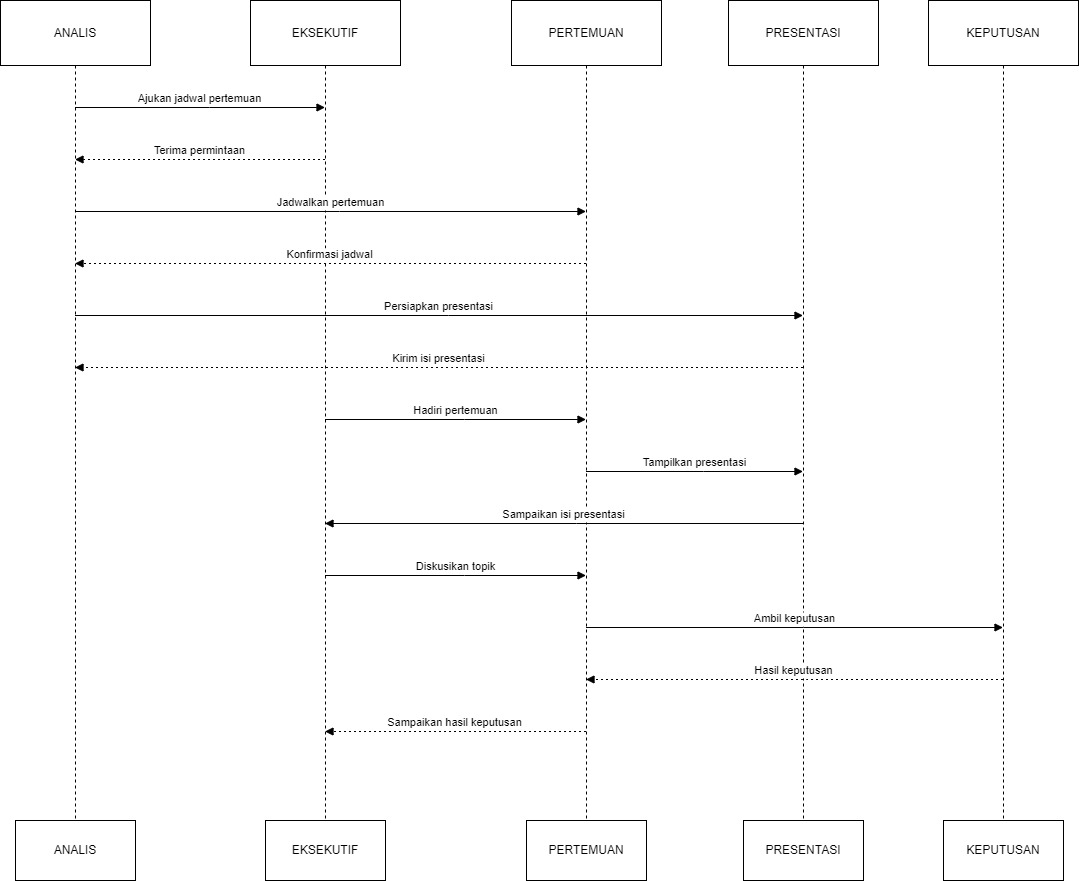 ANALIS
EKSEKUTIF
PERTEMUAN
PRESENTASI
KEPUTUSAN
Ajukan jadwal pertemuan
Terima permintaan
Jadwalkan pertemuan
Konfirmasi jadwal
Persiapkan presentasi
Kirim isi presentasi
Hadiri pertemuan
Tampilkan presentasi
Sampaikan isi presentasi
Diskusikan topik
Ambil keputusan
Hasil keputusan
Sampaikan hasil keputusan
ANALIS
EKSEKUTIF
PERTEMUAN
PRESENTASI
KEPUTUSAN